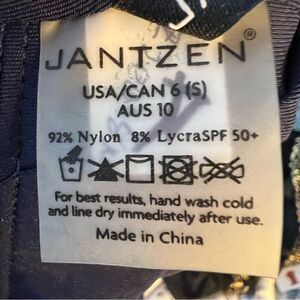 JANTZEN®
USA/CAN 6 (S)
AUS 10
92% Nylon 8% LycraSPF 50+
For best results, hand wash cold
and line dry immediately after use.
Made in China